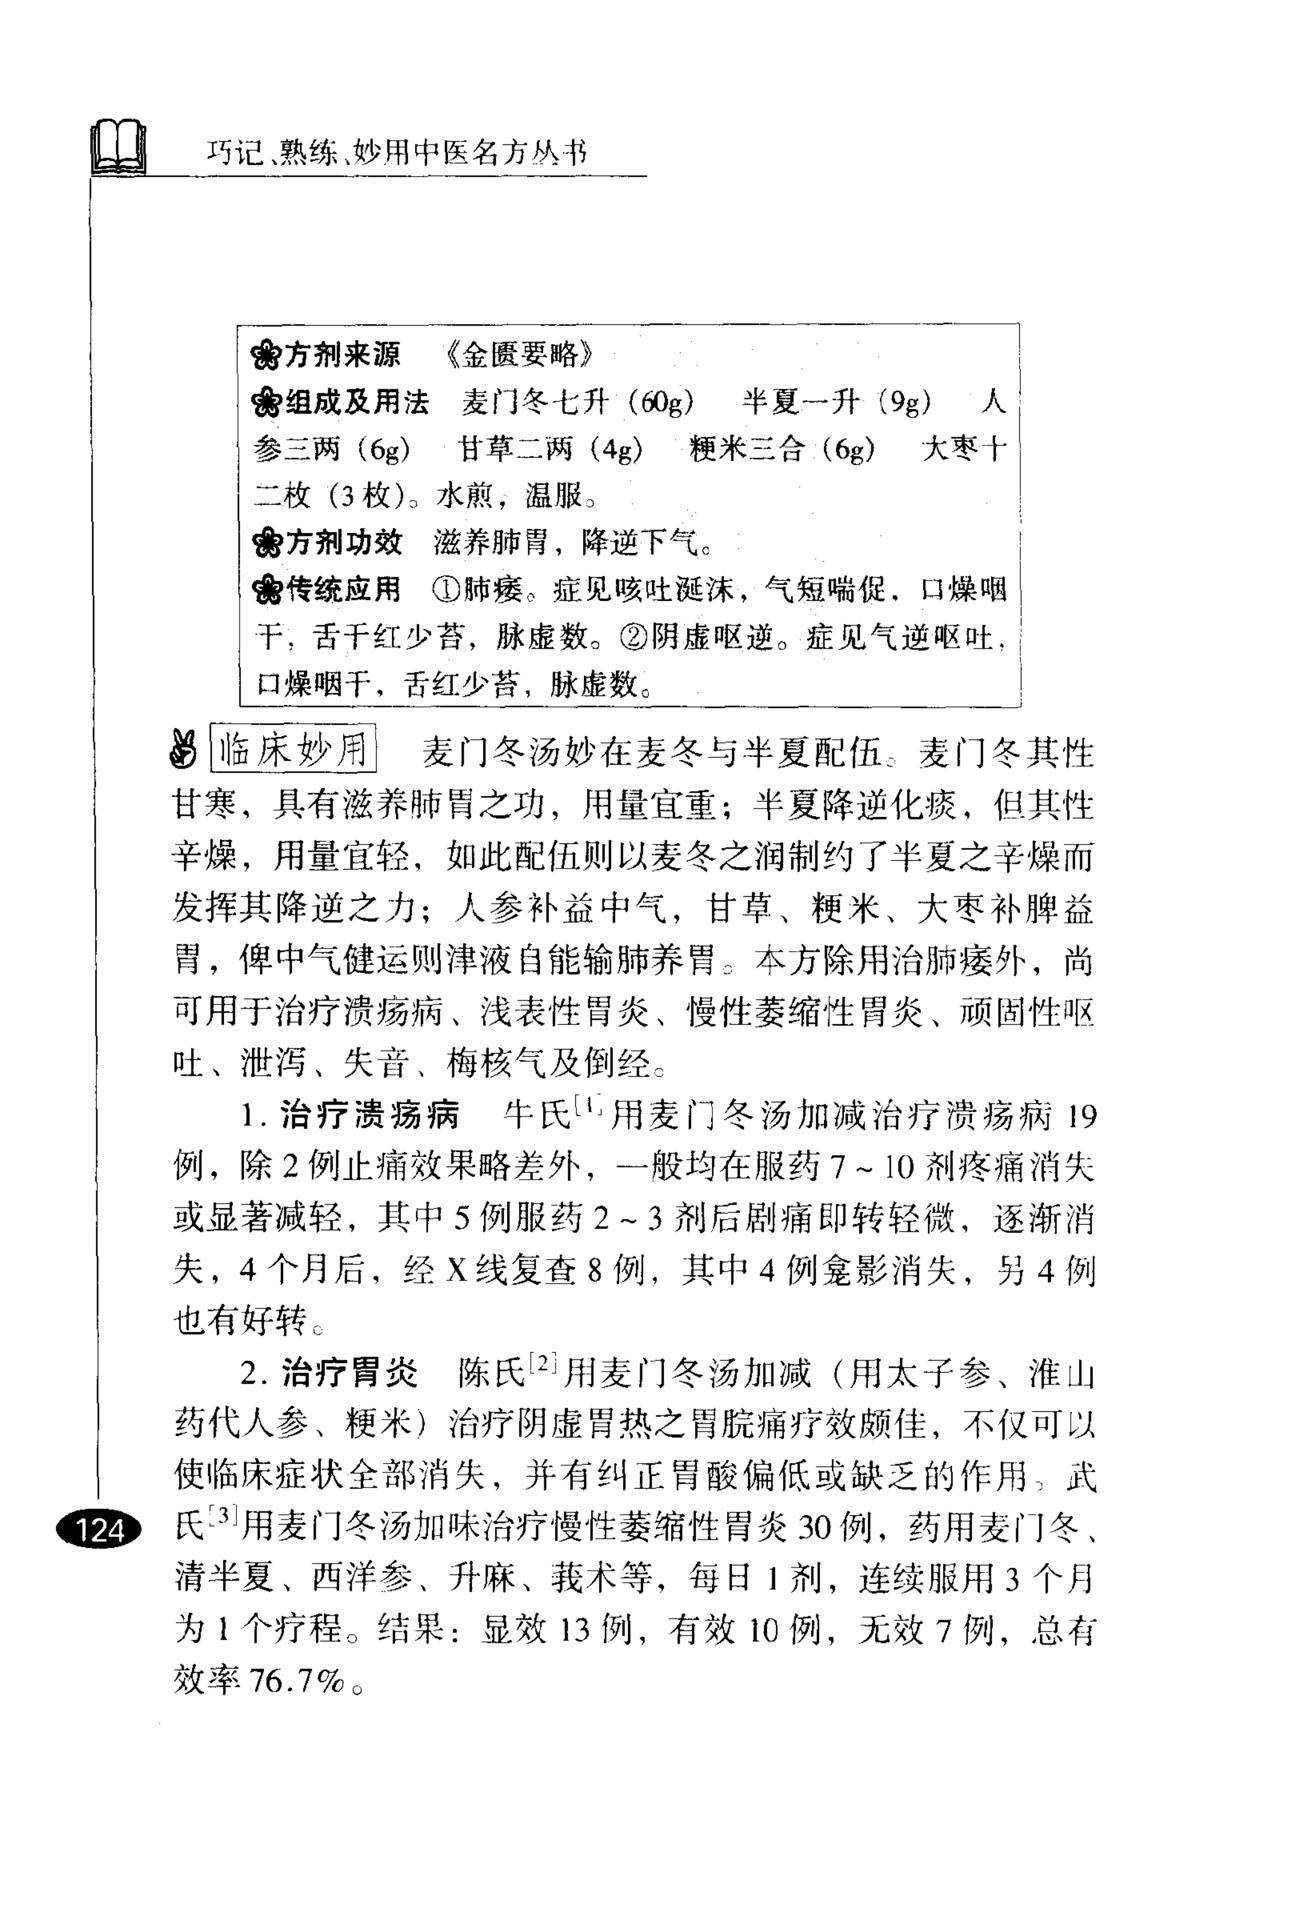 巧记、熟练、妙用中医名方丛书
方剂来源 《金匮要略》
组成及用法 麦门冬七升（60g） 半夏一升（9g） 人
参三两（6g） 甘草二两（4g） 粳米三合（6g） 大枣十
二枚（3枚）。水煎，温服。
方剂功效 滋养肺胃，降逆下气。
传统应用 ①肺痿。症见咳吐涎沫，气短喘促，口燥咽
干，舌干红少苔，脉虚数。②阴虚呕逆。症见气逆呕吐，
口燥咽干，舌红少苔，脉虚数。
临床妙用 麦门冬汤妙在麦冬与半夏配伍。麦门冬其性
甘寒，具有滋养肺胃之功，用量宜重；半夏降逆化痰，但其性
辛燥，用量宜轻，如此配伍则以麦冬之润制约了半夏之辛燥而
发挥其降逆之力；人参补益中气，甘草、粳米、大枣补脾益
胃，俾中气健运则津液自能输肺养胃。本方除用治肺痿外，尚
可用于治疗溃疡病、浅表性胃炎、慢性萎缩性胃炎、顽固性呕
吐、泄泻、失音、梅核气及倒经。
1. 治疗溃疡病 牛氏[1]用麦门冬汤加减治疗溃疡病 19
例，除 2 例止痛效果略差外，一般均在服药 7～10 剂疼痛消失
或显著减轻，其中 5 例服药 2～3 剂后剧痛即转轻微，逐渐消
失，4 个月后，经 X 线复查 8 例，其中 4 例龛影消失，另 4 例
也有好转。
2. 治疗胃炎 陈氏[2]用麦门冬汤加减（用太子参、淮山
药代人参、粳米）治疗阴虚胃热之胃脘痛疗效颇佳，不仅可以
使临床症状全部消失，并有纠正胃酸偏低或缺乏的作用。武
氏[3]用麦门冬汤加味治疗慢性萎缩性胃炎 30 例，药用麦门冬、
清半夏、西洋参、升麻、莪术等，每日 1 剂，连续服用 3 个月
为 1 个疗程。结果：显效 13 例，有效 10 例，无效 7 例，总有
效率 76.7%。
124